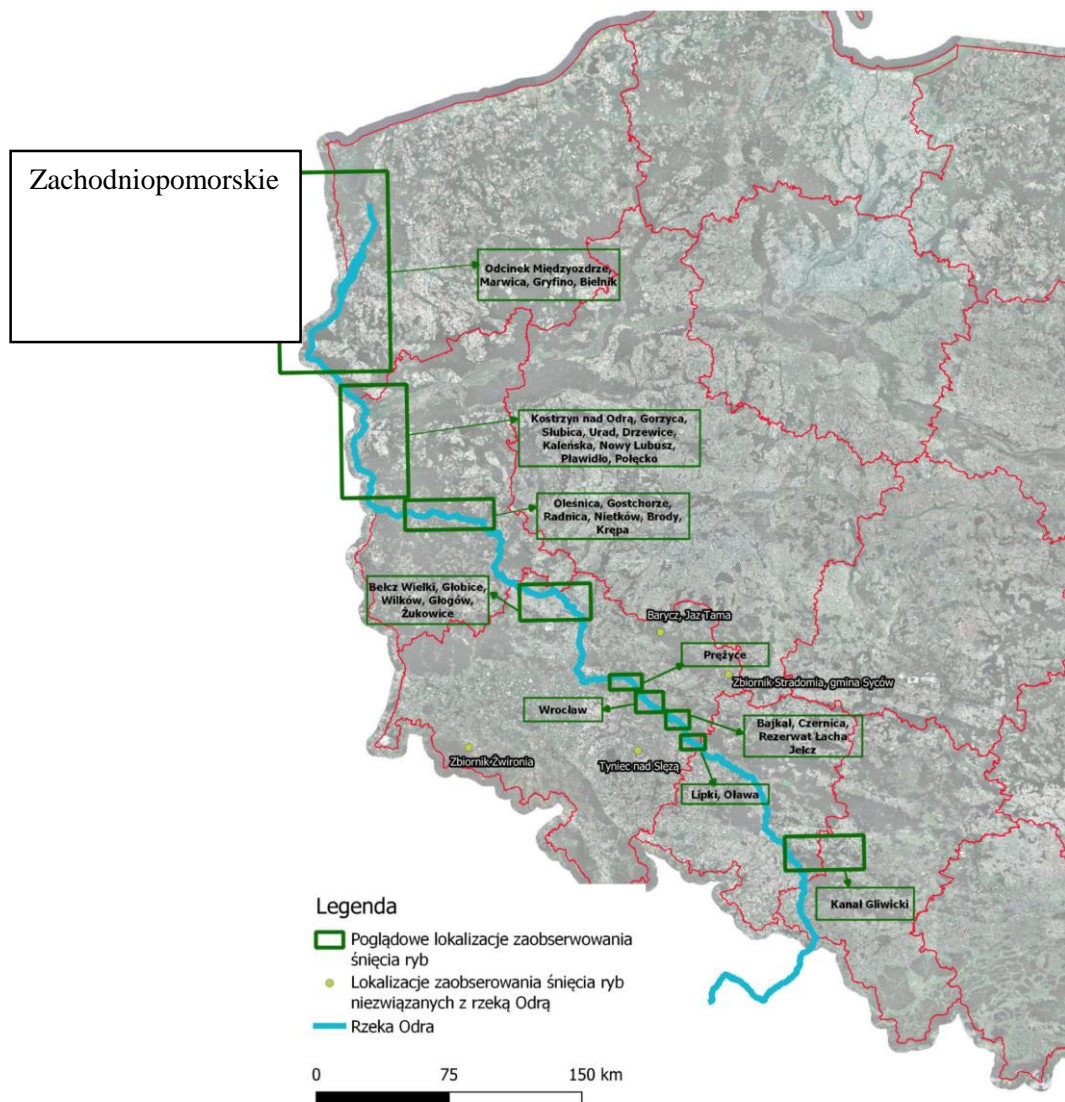 Zachodniopomorskie
Odcinek Międzyozdrze,
Marwica, Gryfino, Bielnik
Kostrzyn nad Odrą, Gorzyca,
Słubica, Urad, Drzewice,
Kaleńska, Nowy Lubusz,
Pławidło, Połęcko
Oleśnica, Gostchorze,
Radnica, Nietków, Brody,
Krępa
Bełcz Wielki, Głobice,
Wilków, Głogów,
Żukowice
Barycz, Jaz Tama
Prężyce
Zbiornik Stradomia, gmina Syców
Wrocław
Bajkał, Czernica,
Rezerwat Łacha
Jelcz
Zbiornik Żwironia
Tyniec nad Ślęzą
Lipki, Oława
Kanał Gliwicki
Legenda
Poglądowe lokalizacje zaobserwowania
śnięcia ryb
Lokalizacje zaobserowania śnięcia ryb
niezwiązanych z rzeką Odrą
Rzeka Odra
0 75 150 km